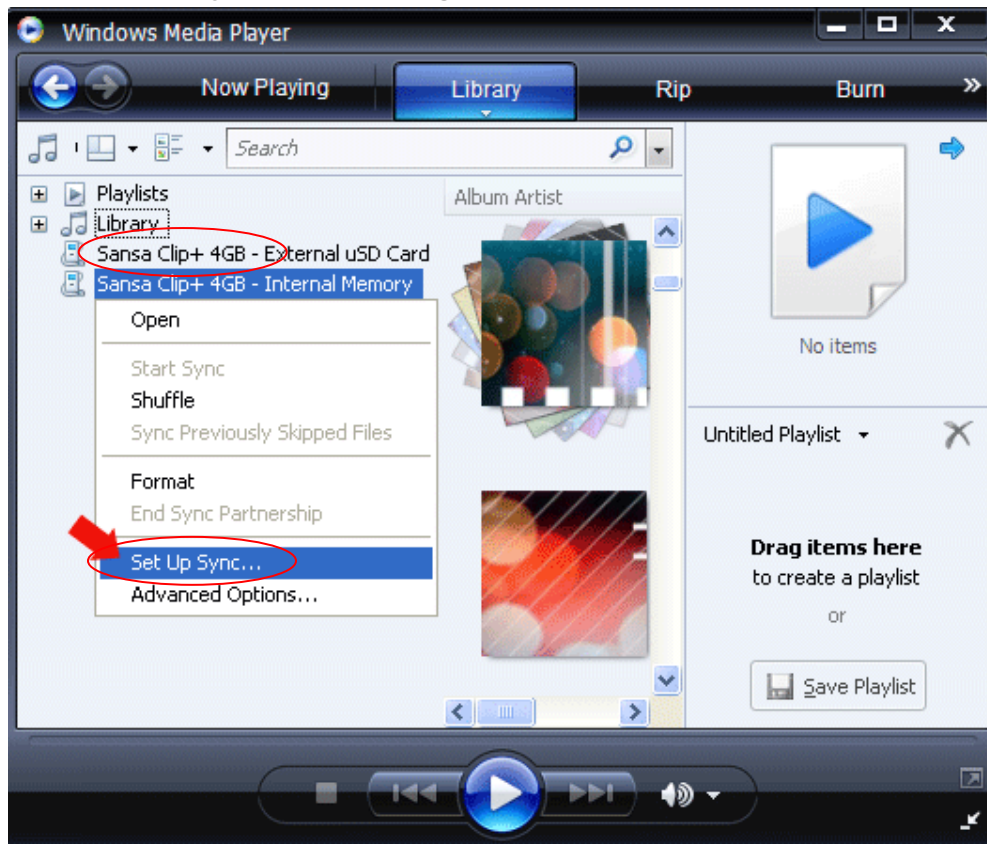 Windows Media Player
Now Playing Library Rip Burn »
Search
Playlists
Library
Sansa Clip+ 4GB - External uSD Card
Sansa Clip+ 4GB - Internal Memory
Open
Start Sync
Shuffle
Sync Previously Skipped Files
Format
End Sync Partnership
Set Up Sync...
Advanced Options...
Album Artist
No items
Untitled Playlist
Drag items here
to create a playlist
or
Save Playlist